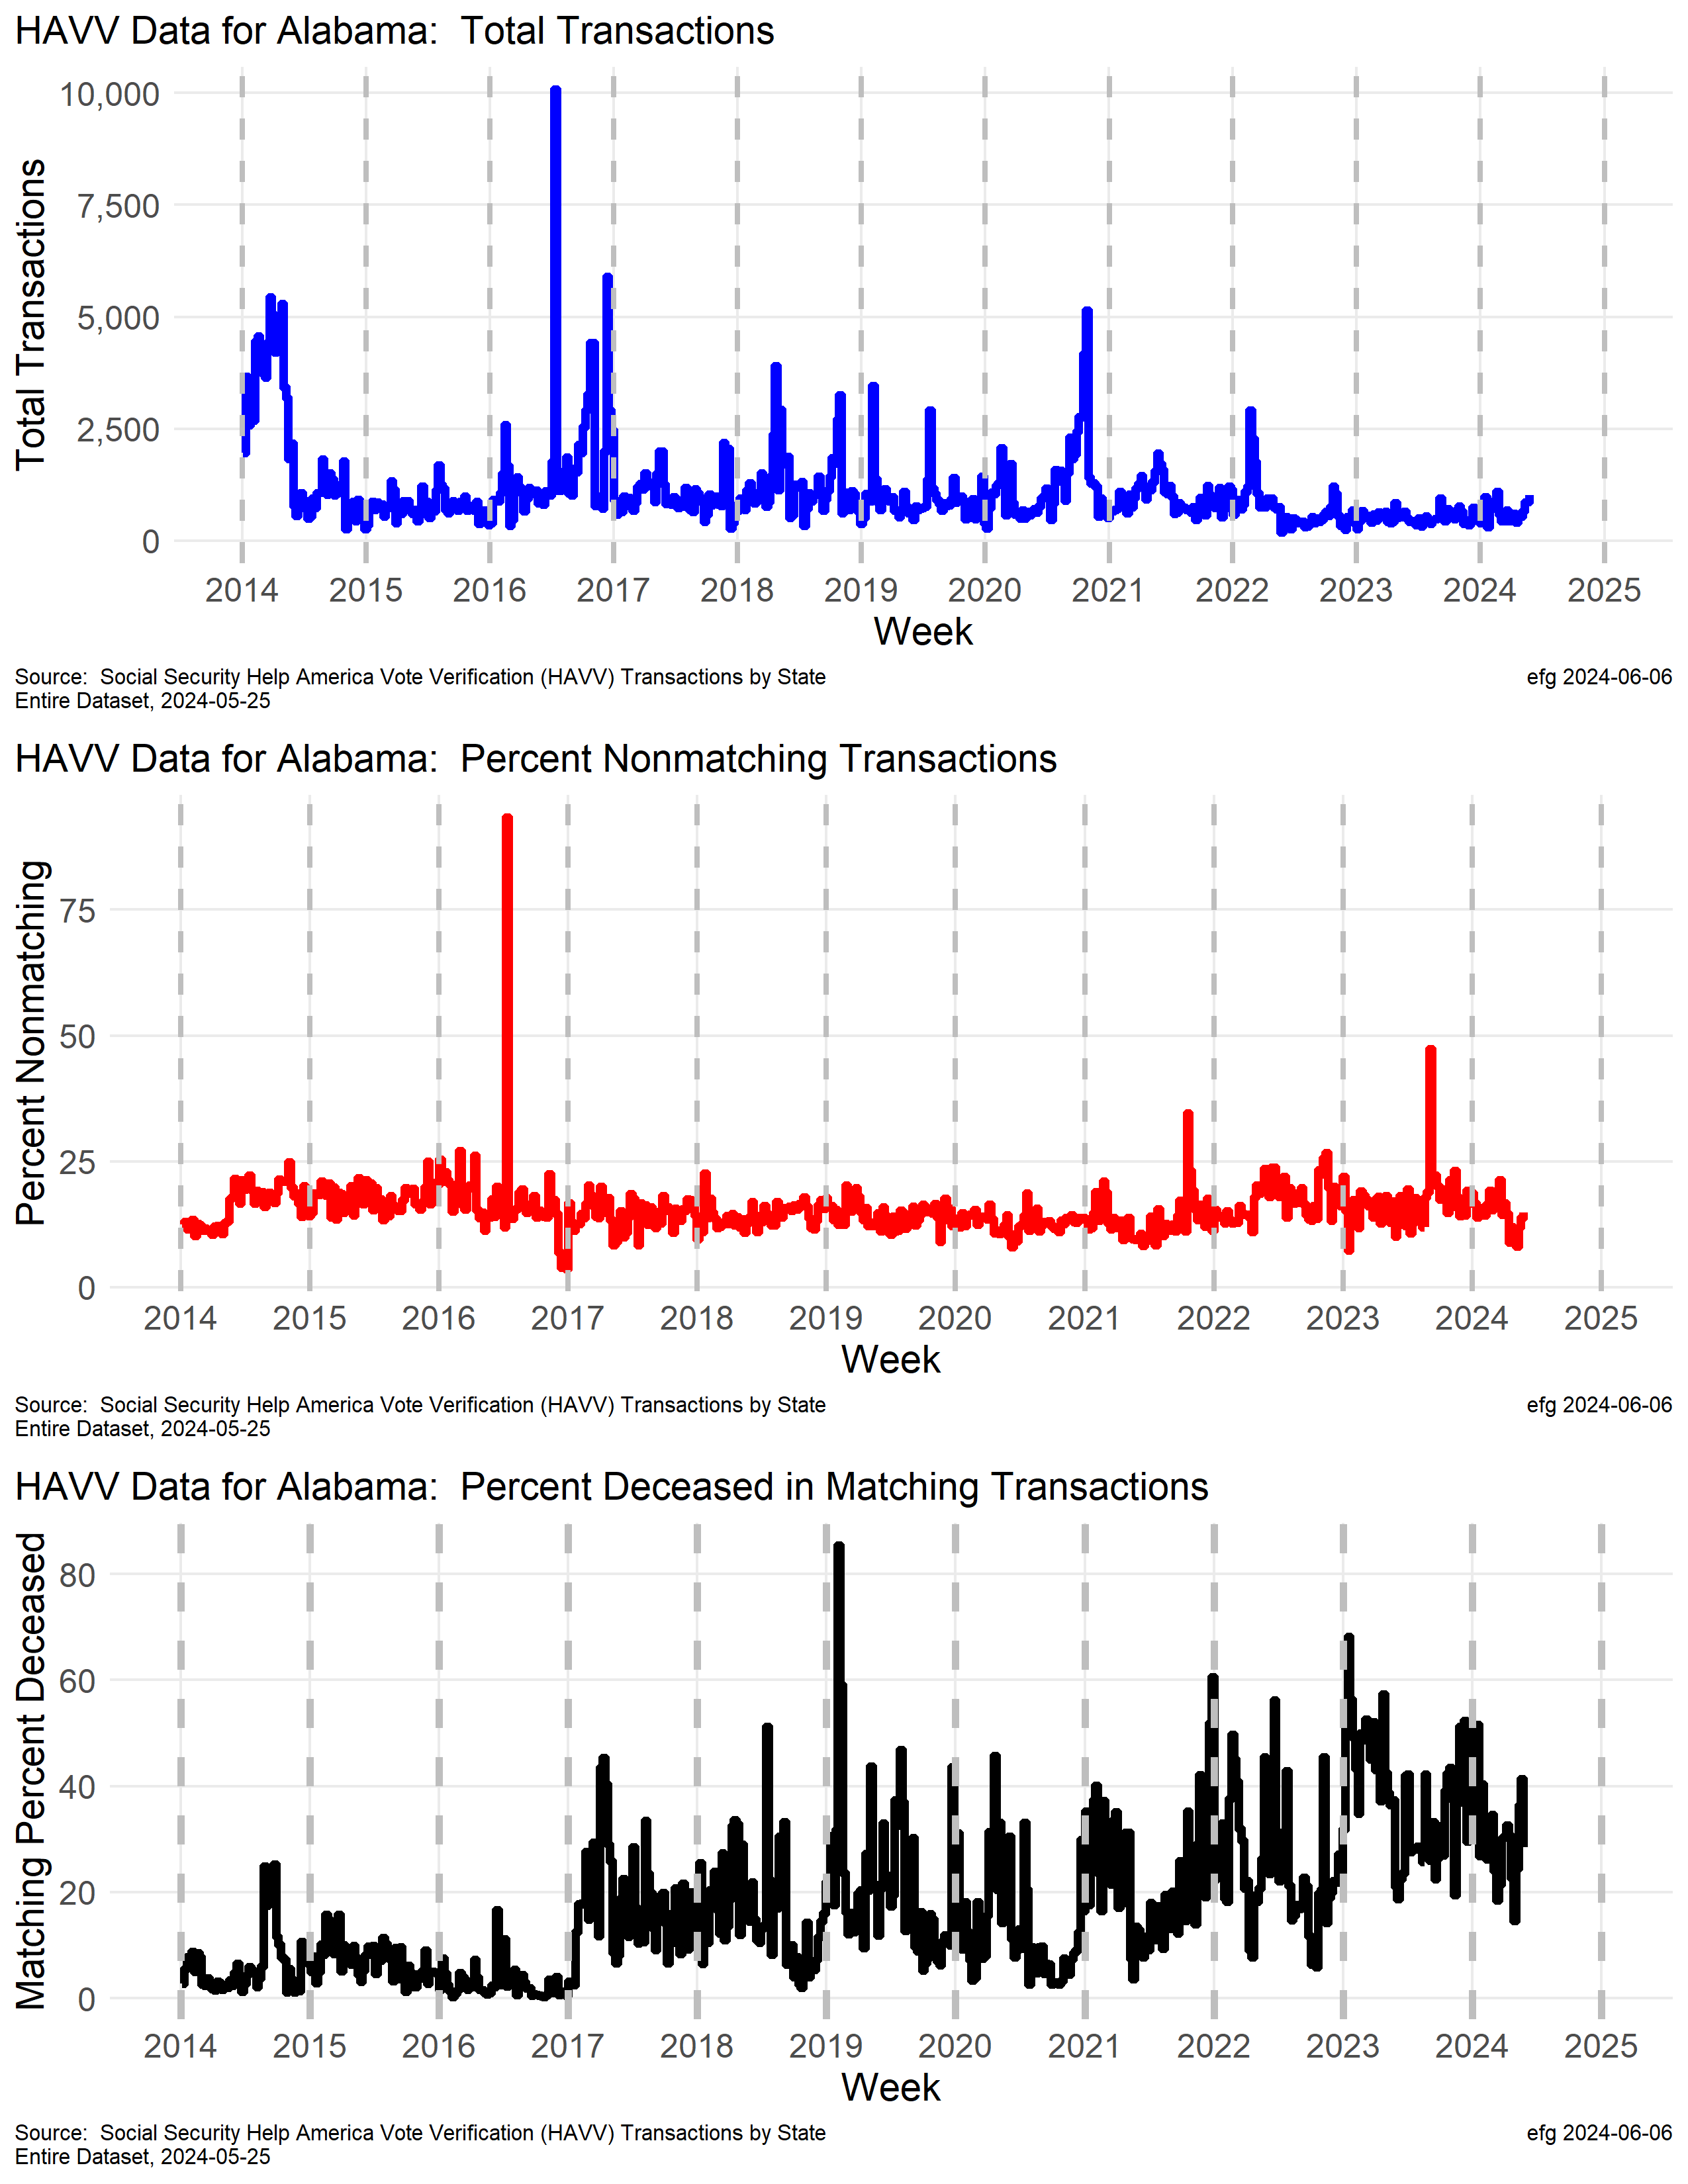 HAVV Data for Alabama:  Total Transactions
Total Transactions
10,000
7,500
5,000
2,500
0
2014 2015 2016 2017 2018 2019 2020 2021 2022 2023 2024 2025
Week
Source:  Social Security Help America Vote Verification (HAVV) Transactions by State efg 2024-06-06
Entire Dataset, 2024-05-25
HAVV Data for Alabama:  Percent Nonmatching Transactions
Percent Nonmatching
75
50
25
0
2014 2015 2016 2017 2018 2019 2020 2021 2022 2023 2024 2025
Week
Source:  Social Security Help America Vote Verification (HAVV) Transactions by State efg 2024-06-06
Entire Dataset, 2024-05-25
HAVV Data for Alabama:  Percent Deceased in Matching Transactions
Matching Percent Deceased
80
60
40
20
0
2014 2015 2016 2017 2018 2019 2020 2021 2022 2023 2024 2025
Week
Source:  Social Security Help America Vote Verification (HAVV) Transactions by State efg 2024-06-06
Entire Dataset, 2024-05-25